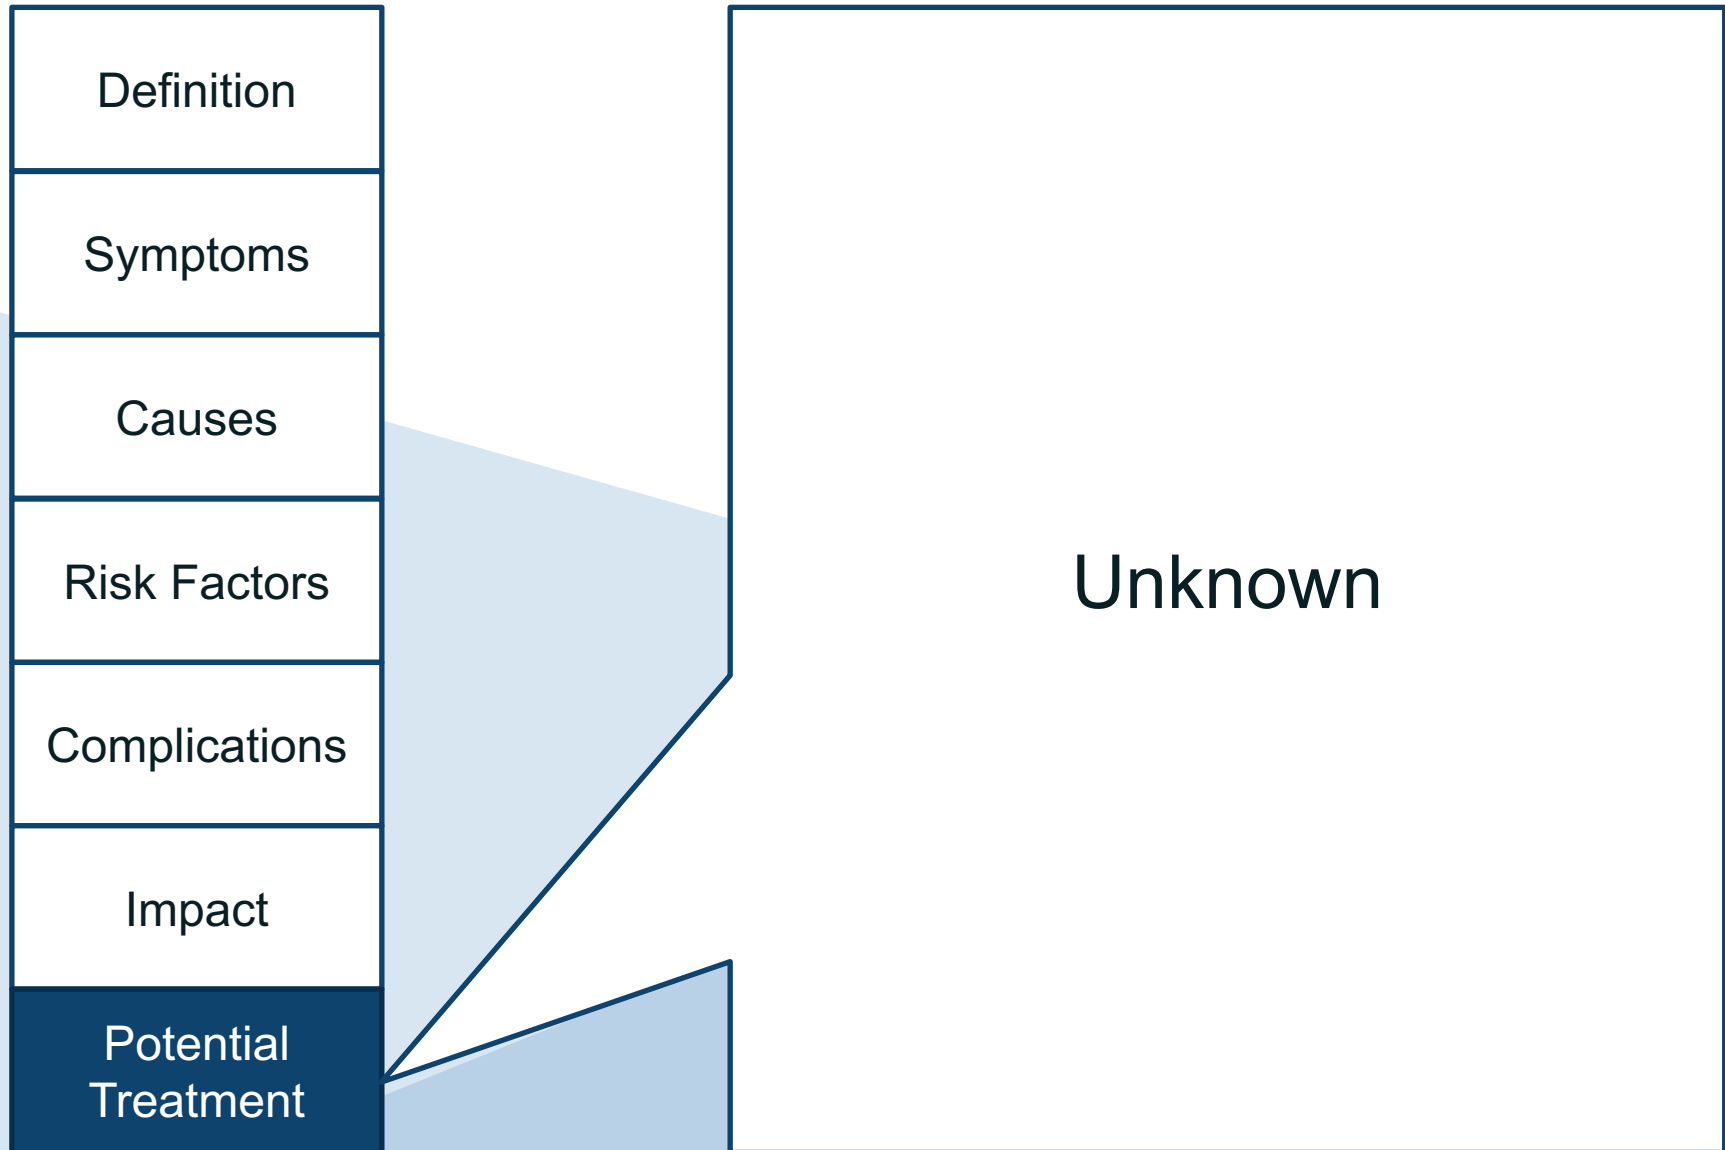 Definition
Symptoms
Causes
Risk Factors
Complications
Impact
Potential
Treatment
Unknown